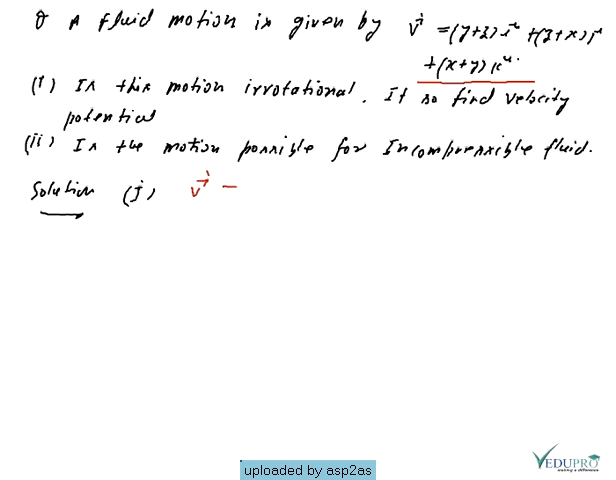 Q A fluid motion is given by v⃗ = (y+z) i + (z+x) j
+ (x+y) k.
(i) Is this motion irrotational. If so find velocity
potential
(ii) Is the motion possible for Incompressible fluid.
Solution (i) v⃗ =
VEDUPRO
uploaded by asp2as